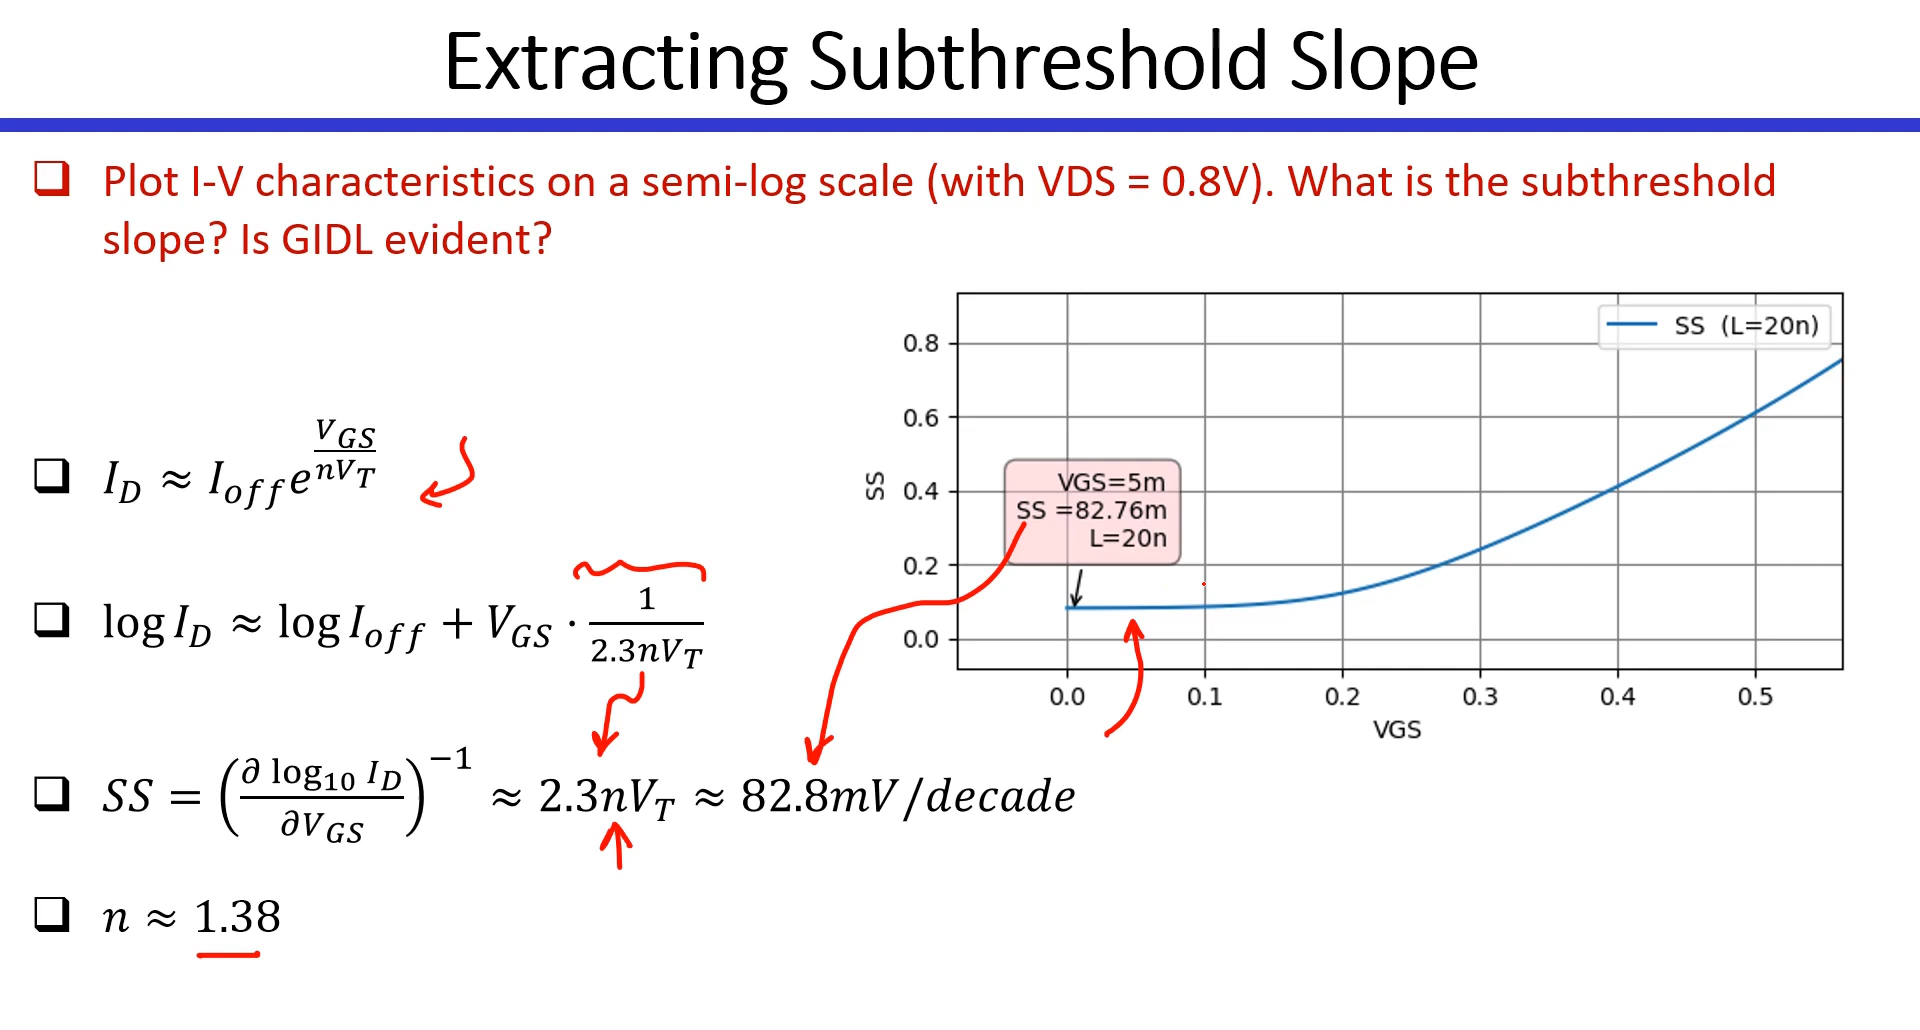 Extracting Subthreshold Slope
❑ Plot I-V characteristics on a semi-log scale (with VDS = 0.8V). What is the subthreshold
slope? Is GIDL evident?
❑ I_D ≈ I_off e^(V_GS / nV_T)
❑ log I_D ≈ log I_off + V_GS · 1 / (2.3nV_T)
❑ SS = (∂ log₁₀ I_D / ∂V_GS)^−1 ≈ 2.3nV_T ≈ 82.8mV/decade
❑ n ≈ 1.38
SS (L=20n)
0.8
0.6
0.4
0.2
0.0
SS
VGS=5m
SS =82.76m
L=20n
0.0 0.1 0.2 0.3 0.4 0.5
VGS